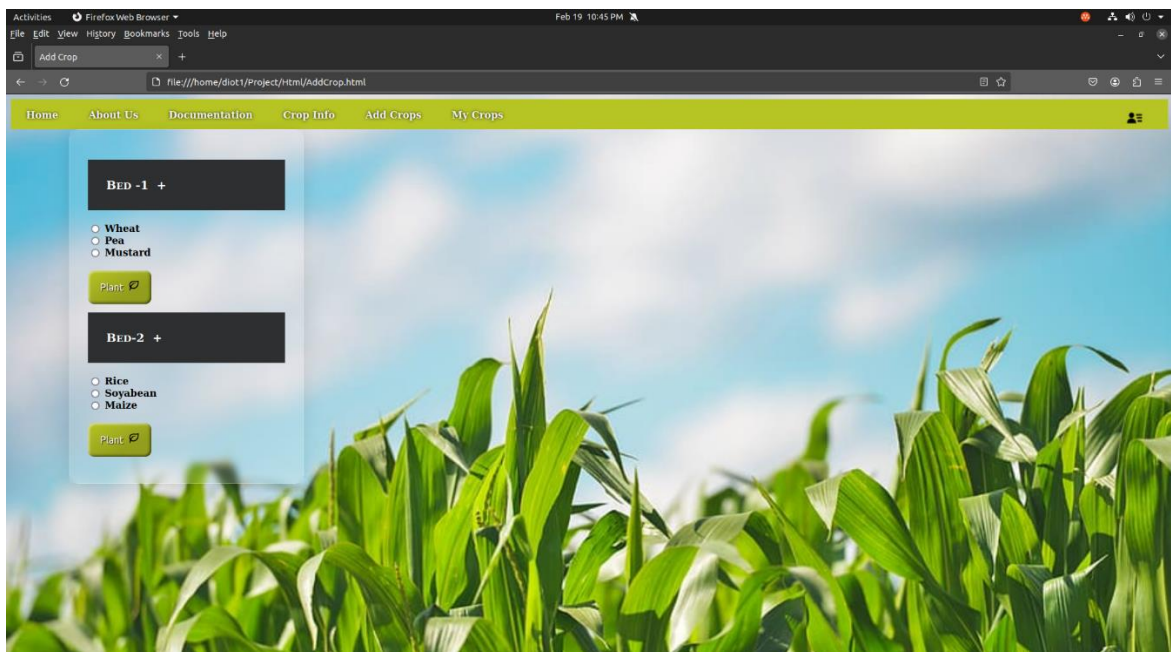 Activities Firefox Web Browser Feb 19 10:45 PM
File Edit View History Bookmarks Tools Help
Add Crop × +
file:///home/diot1/Project/Html/AddCrop.html
Home About Us Documentation Crop Info Add Crops My Crops
BED -1 +
Wheat
Pea
Mustard
Plant
BED-2 +
Rice
Soyabean
Maize
Plant